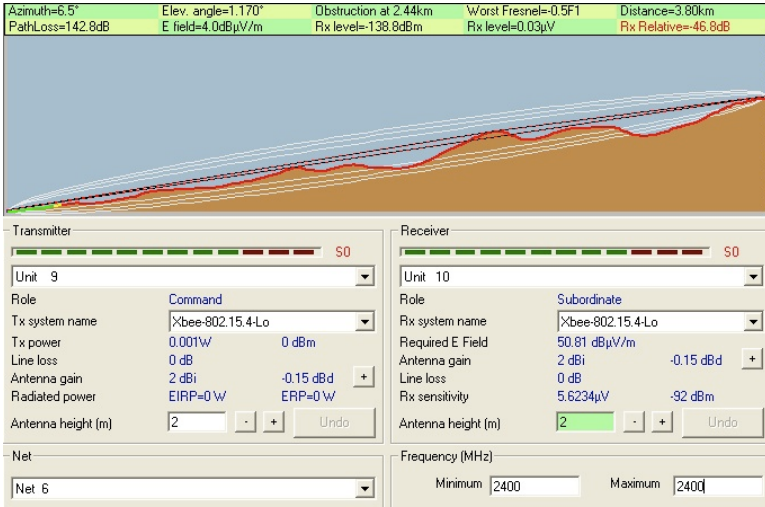 Azimuth=6.5° Elev. angle=1.170° Obstruction at 2.44km Worst Fresnel=-0.5F1 Distance=3.80km
PathLoss=142.8dB E field=4.0dBµV/m Rx level=-138.8dBm Rx level=0.03µV Rx Relative=-46.8dB
Transmitter
S0
Unit 9
Role Command
Tx system name Xbee-802.15.4-Lo
Tx power 0.001W 0 dBm
Line loss 0 dB
Antenna gain 2 dBi -0.15 dBd +
Radiated power EIRP=0 W ERP=0 W
Antenna height (m) 2 - + Undo
Net
Net 6
Receiver
S0
Unit 10
Role Subordinate
Rx system name Xbee-802.15.4-Lo
Required E Field 50.81 dBµV/m
Antenna gain 2 dBi -0.15 dBd +
Line loss 0 dB
Rx sensitivity 5.6234µV -92 dBm
Antenna height (m) 2 - + Undo
Frequency (MHz)
Minimum 2400 Maximum 2400